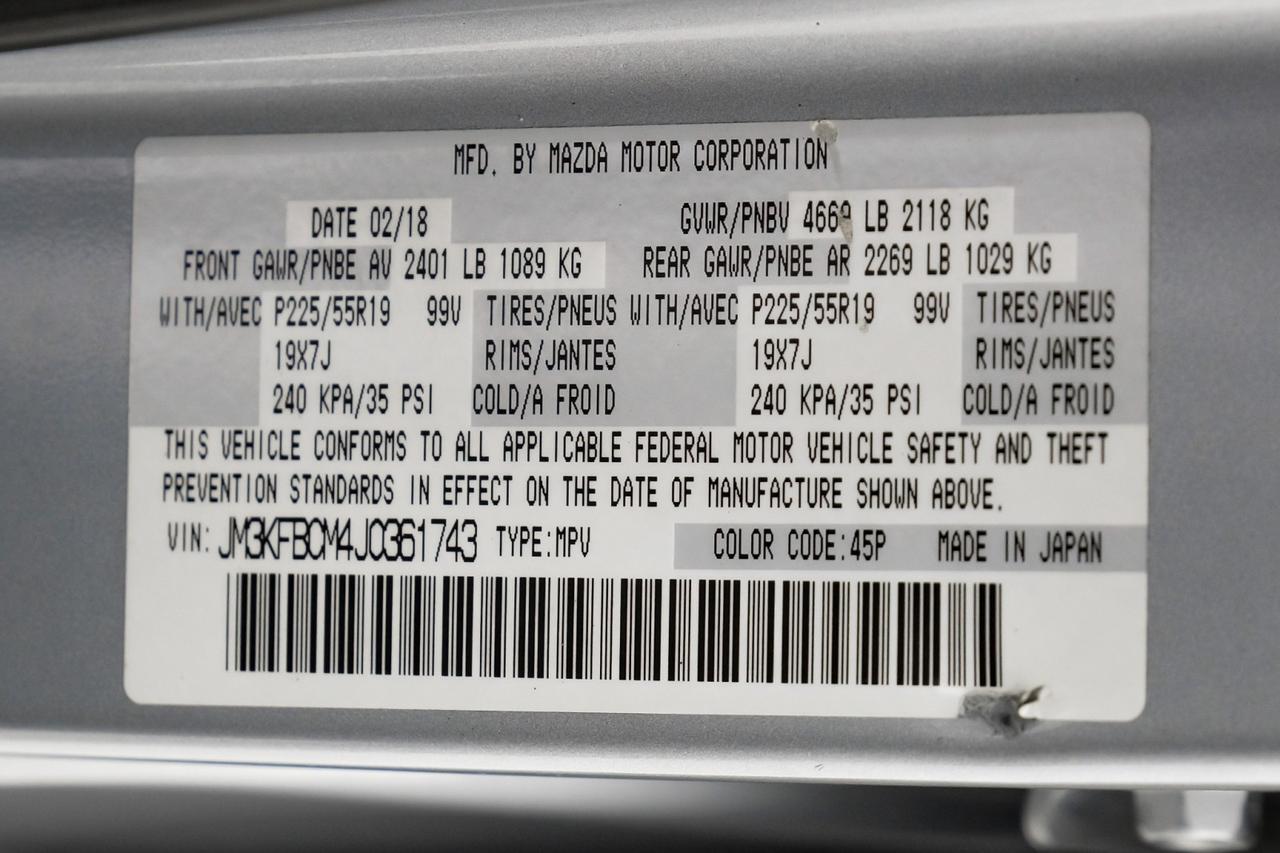 MFD. BY MAZDA MOTOR CORPORATION
DATE 02/18 GVWR/PNBV 4669 LB 2118 KG
FRONT GAWR/PNBE AV 2401 LB 1089 KG REAR GAWR/PNBE AR 2269 LB 1029 KG
WITH/AVEC P225/55R19 99V TIRES/PNEUS WITH/AVEC P225/55R19 99V TIRES/PNEUS
19X7J RIMS/JANTES 19X7J RIMS/JANTES
240 KPA/35 PSI COLD/A FROID 240 KPA/35 PSI COLD/A FROID
THIS VEHICLE CONFORMS TO ALL APPLICABLE FEDERAL MOTOR VEHICLE SAFETY AND THEFT
PREVENTION STANDARDS IN EFFECT ON THE DATE OF MANUFACTURE SHOWN ABOVE.
VIN: JM3KFBCM4J0361743 TYPE:MPV COLOR CODE:45P MADE IN JAPAN